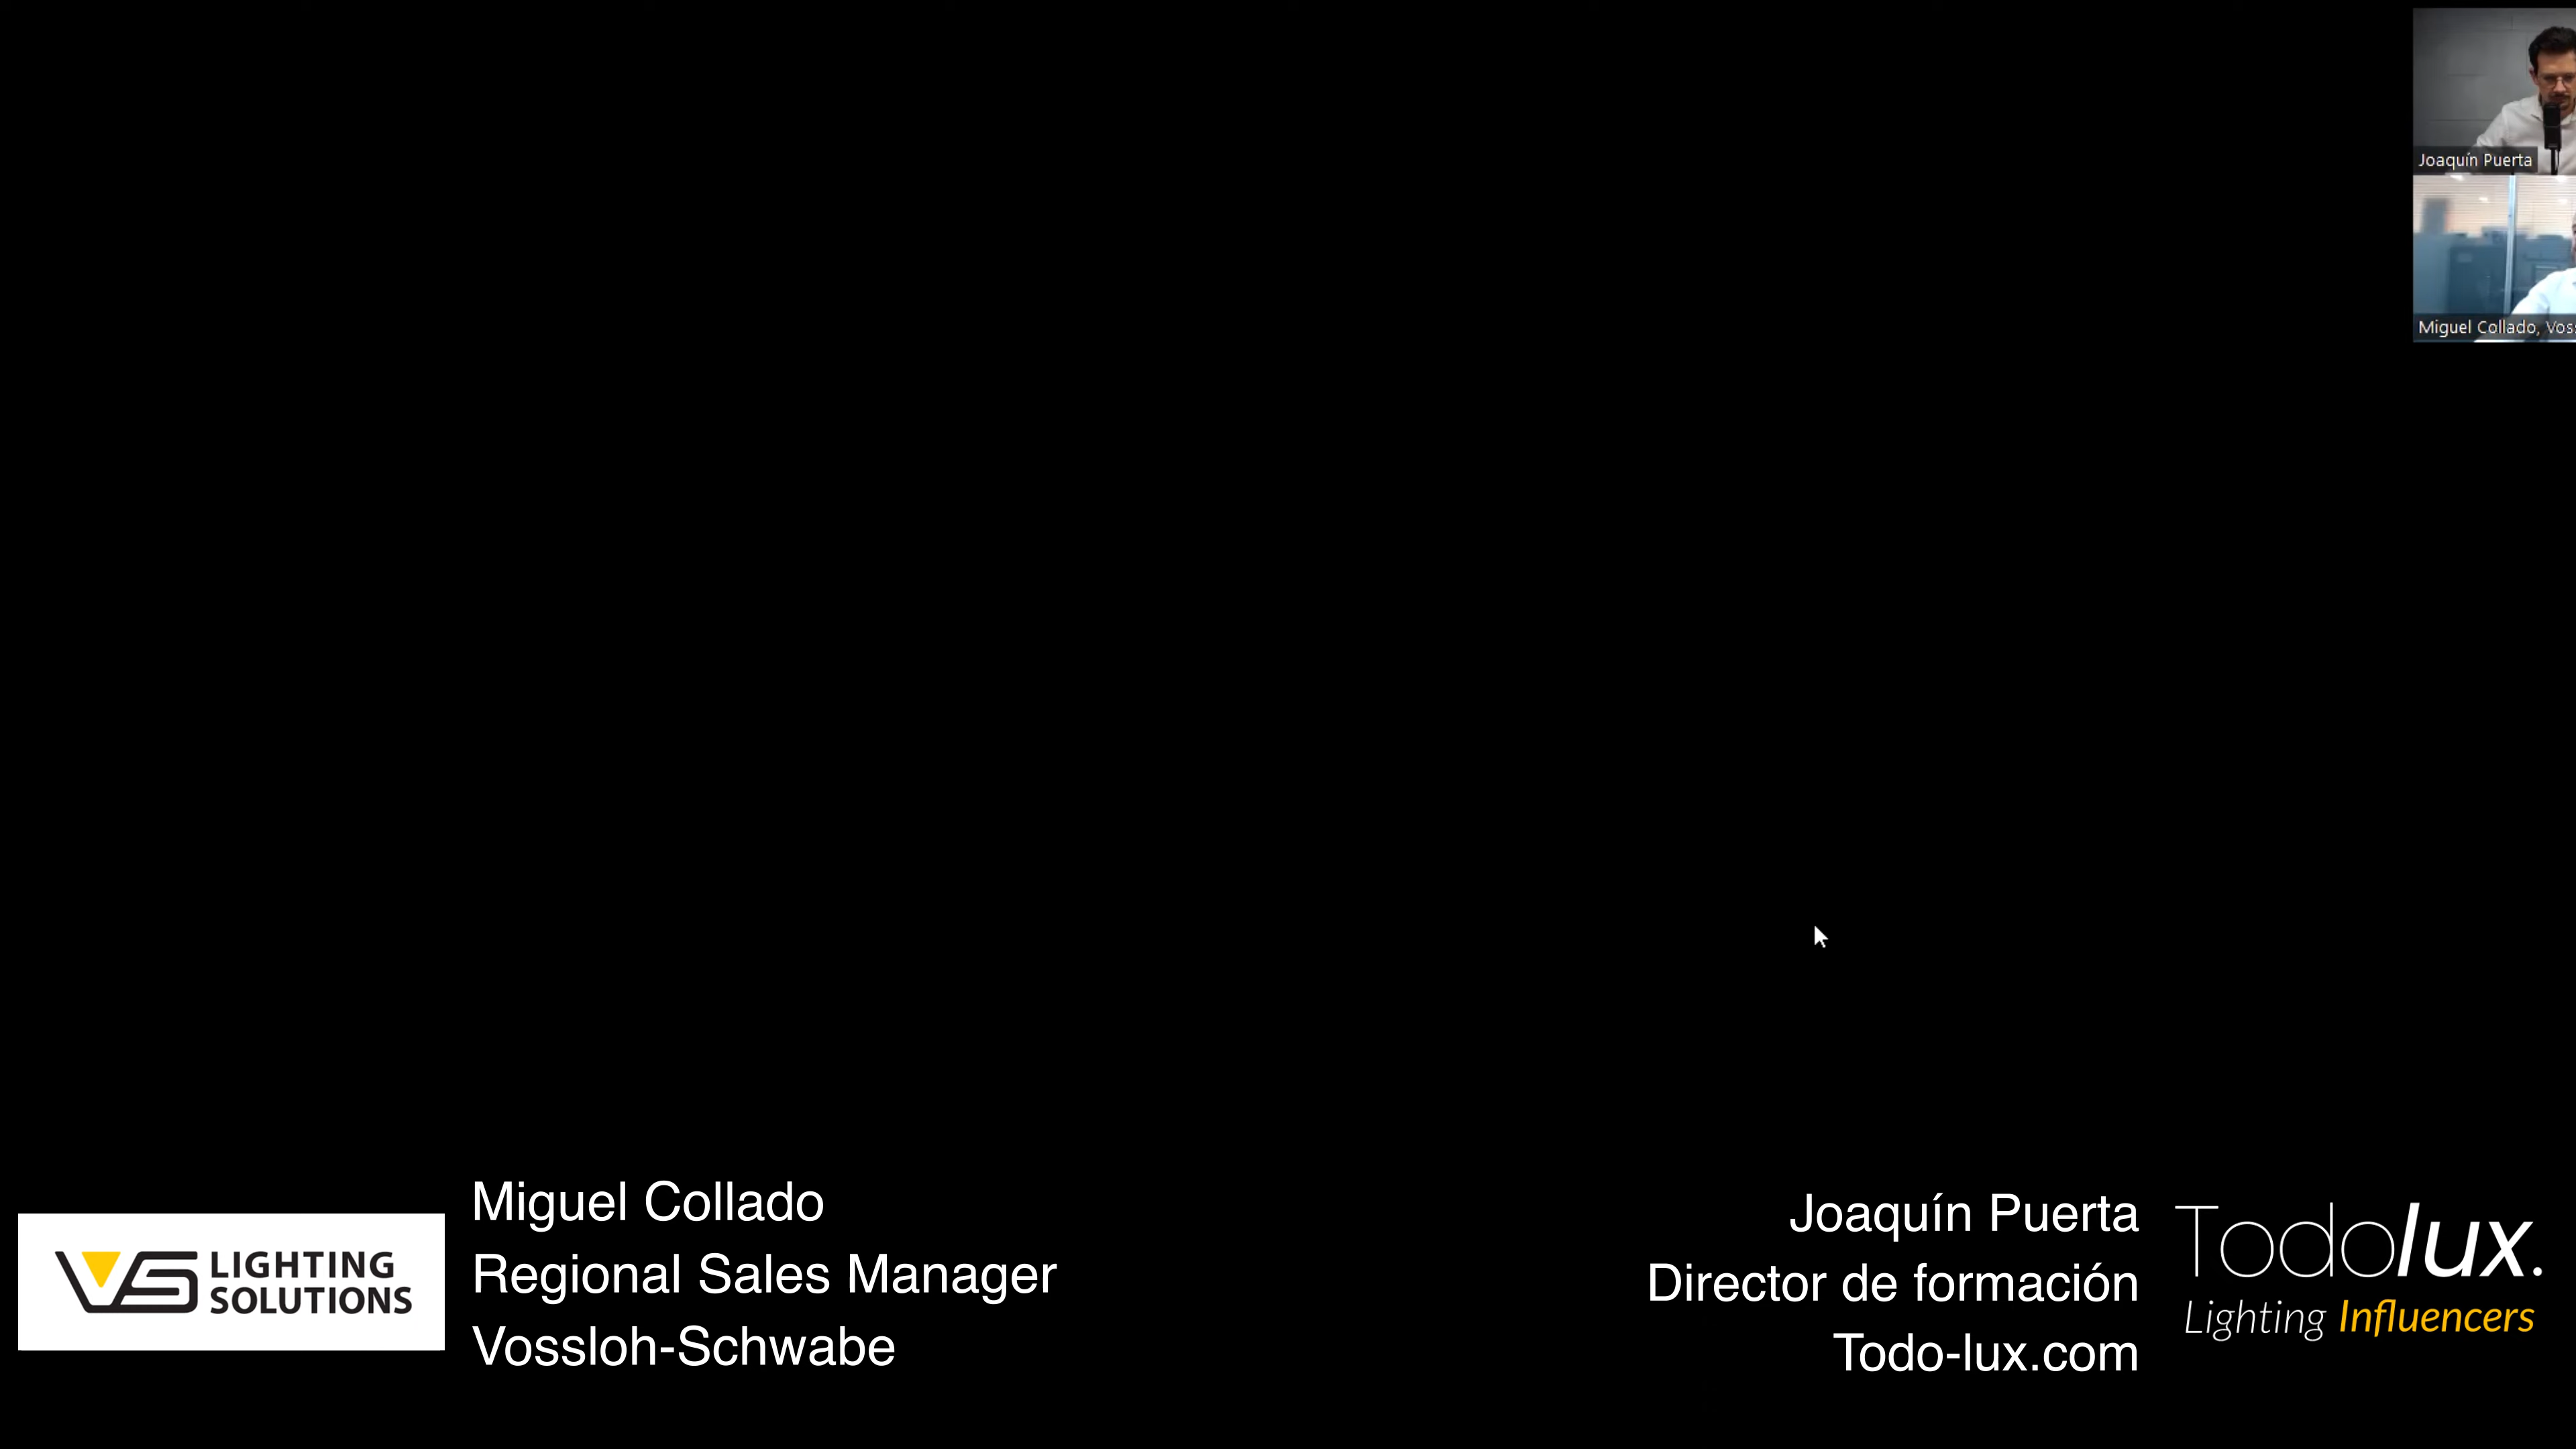 Joaquín Puerta
Miguel Collado, Vos
Miguel Collado
Regional Sales Manager
Vossloh-Schwabe
VS LIGHTING
SOLUTIONS
Joaquín Puerta
Director de formación
Todo-lux.com
Todolux.
Lighting Influencers